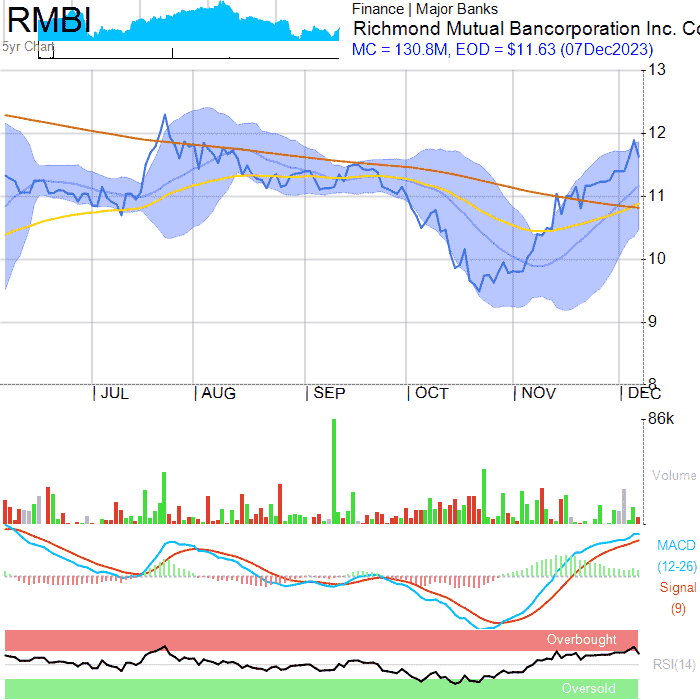 RMBI
5yr Chart
Finance | Major Banks
Richmond Mutual Bancorporation Inc. Co
MC = 130.8M, EOD = $11.63 (07Dec2023)
13
12
11
10
9
8
| JUL | AUG | SEP | OCT | NOV | DEC
86k
Volume
MACD
(12-26)
Signal
(9)
Overbought
RSI(14)
Oversold